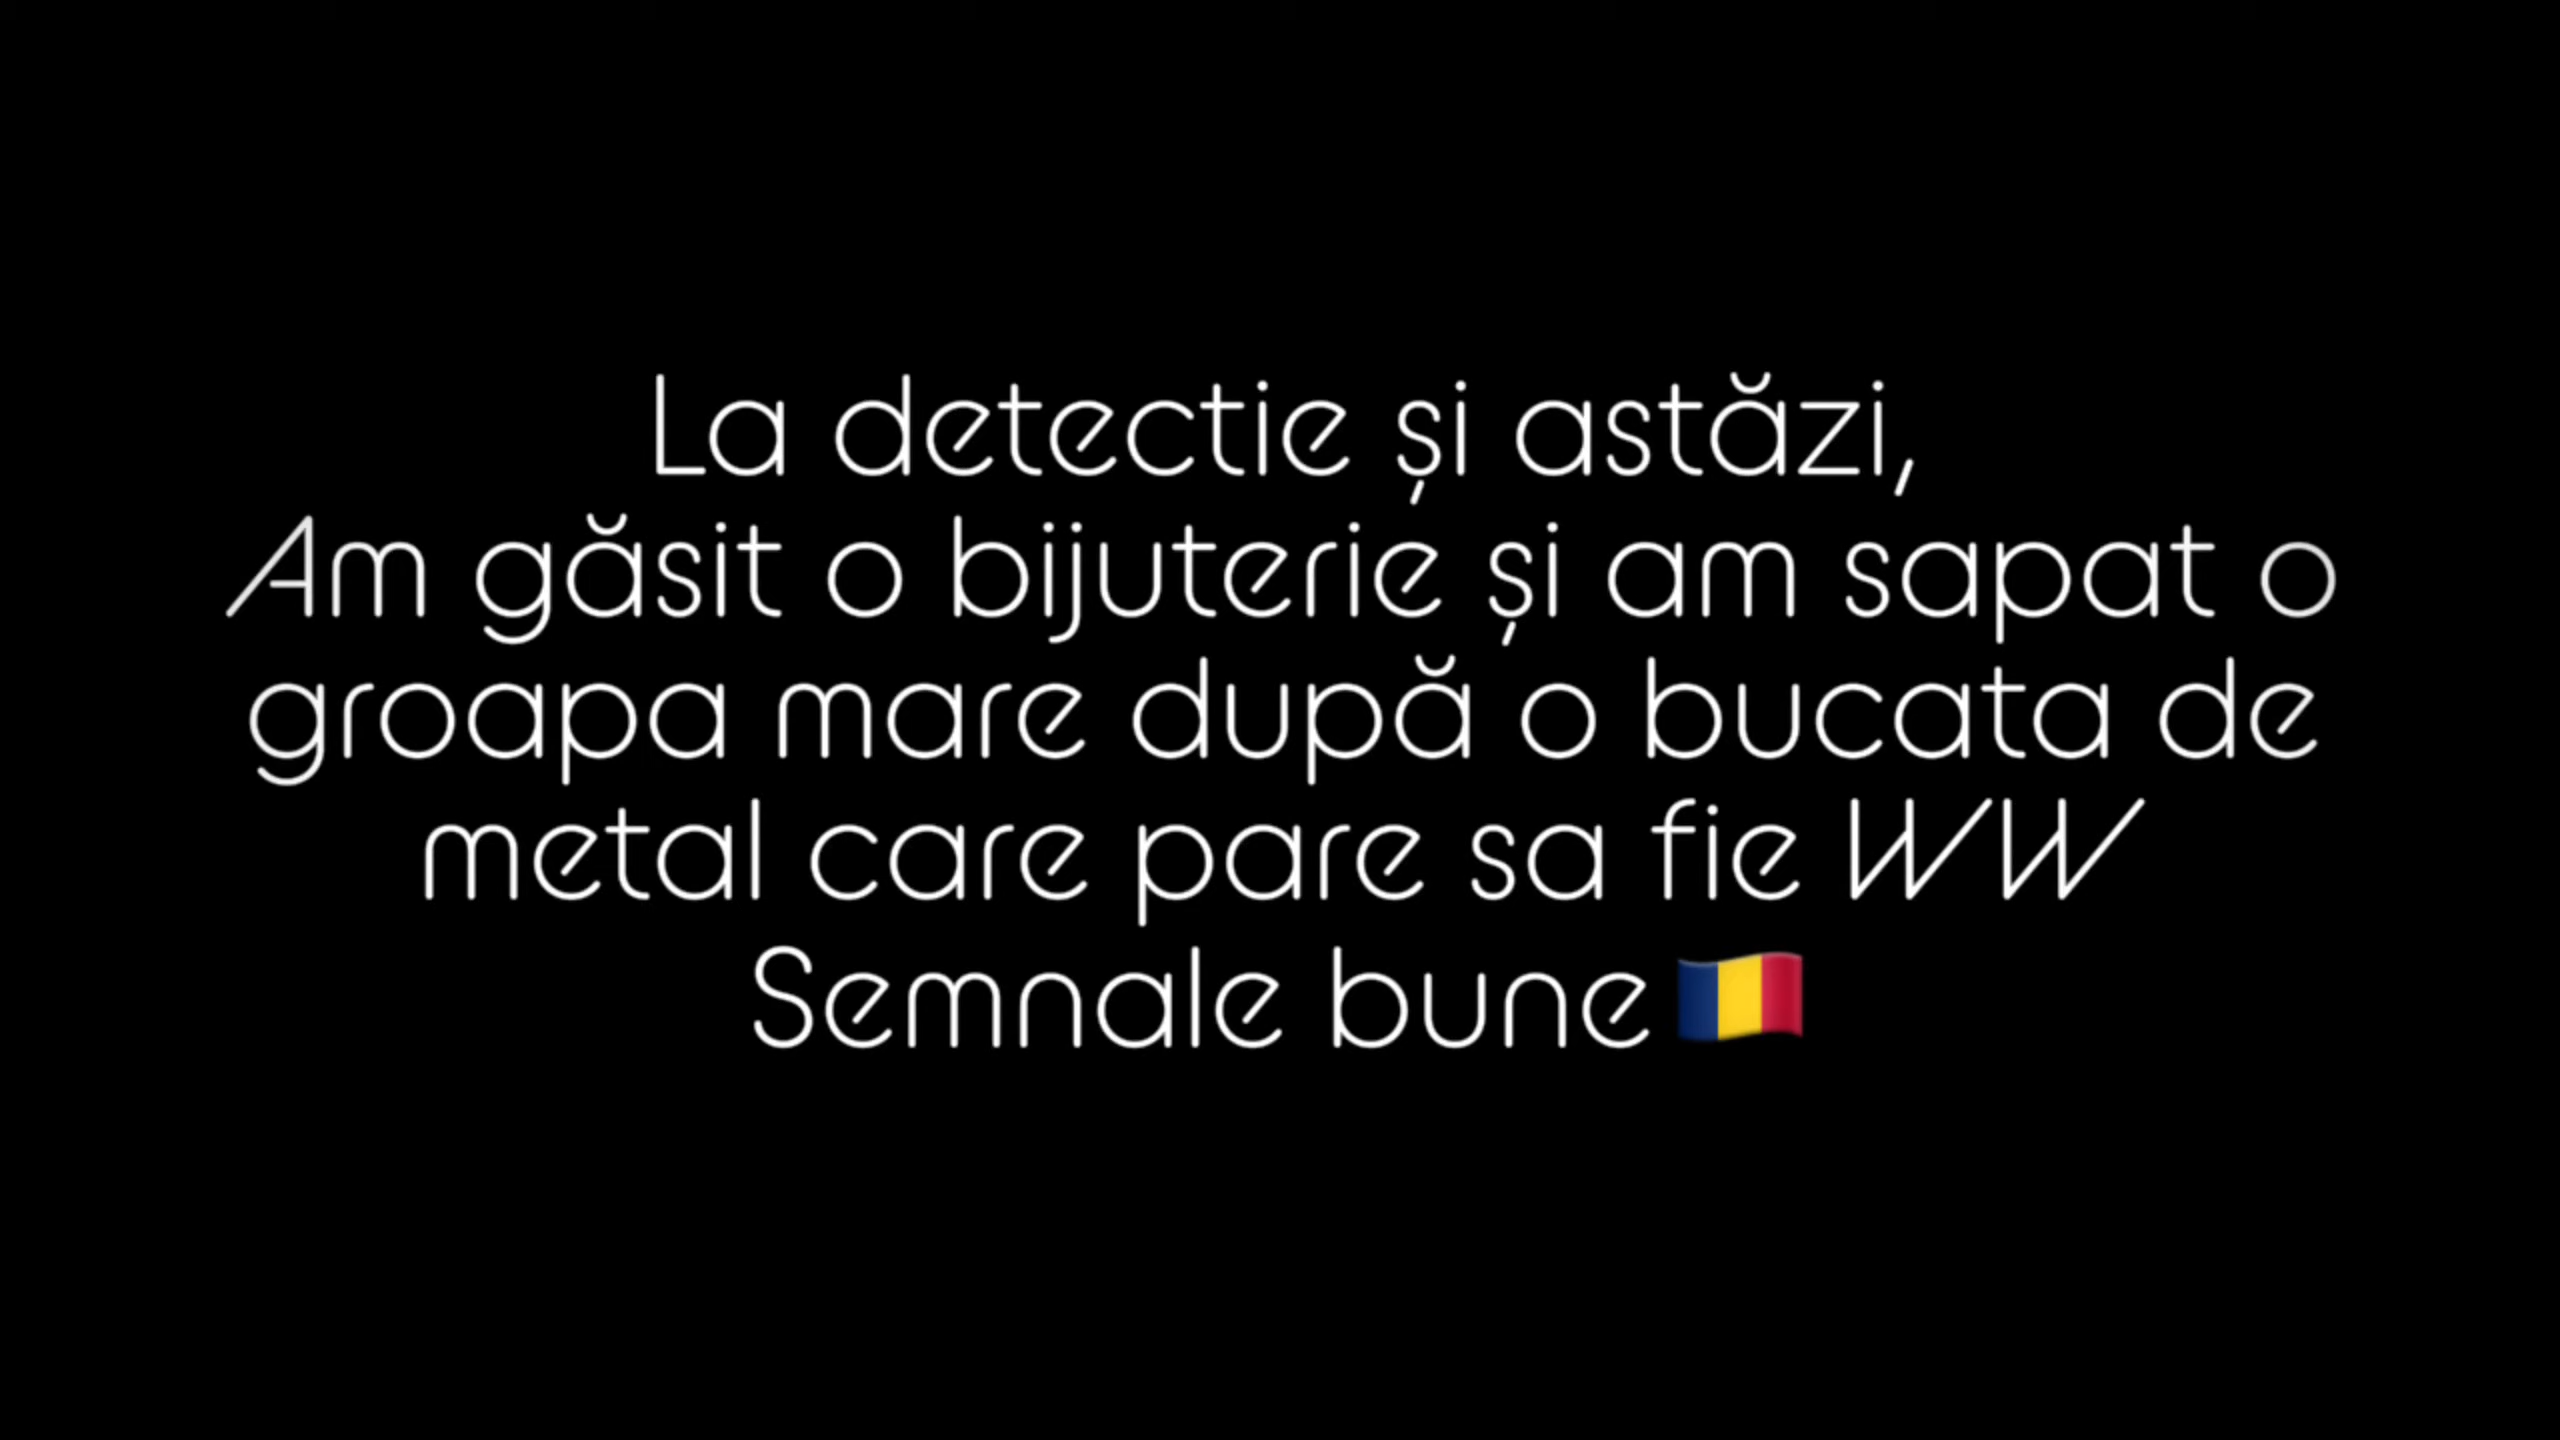 La detectie și astăzi,
Am găsit o bijuterie și am sapat o
groapa mare după o bucata de
metal care pare sa fie WW
Semnale bune 🇷🇴